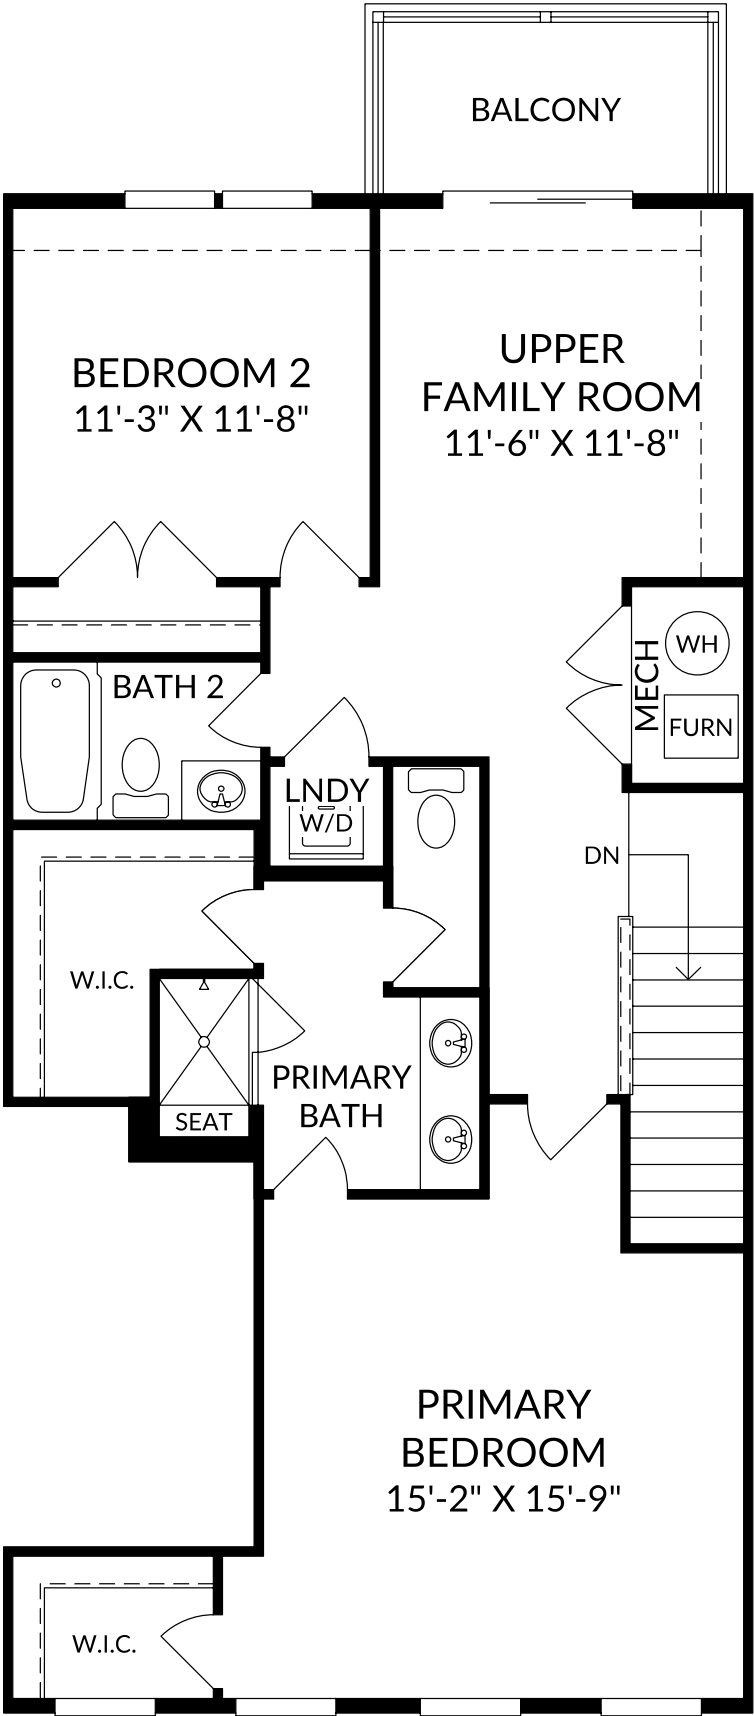 BALCONY
BEDROOM 2
11'-3" X 11'-8"
UPPER
FAMILY ROOM
11'-6" X 11'-8"
WH
MECH
FURN
BATH 2
LNDY
W/D
DN
W.I.C.
PRIMARY
BATH
SEAT
PRIMARY
BEDROOM
15'-2" X 15'-9"
W.I.C.